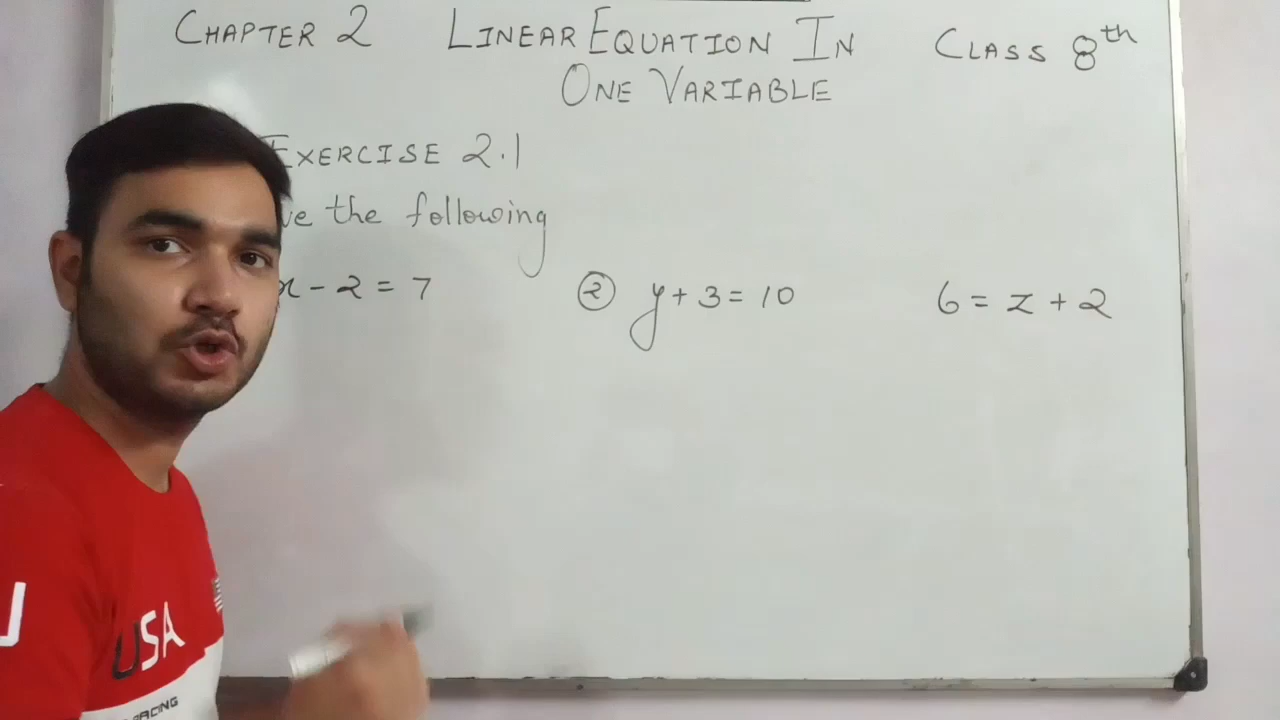 CHAPTER 2 LINEAR EQUATION IN CLASS 8th
ONE VARIABLE
EXERCISE 2.1
the following
x - 2 = 7 ② y + 3 = 10 6 = z + 2
USA